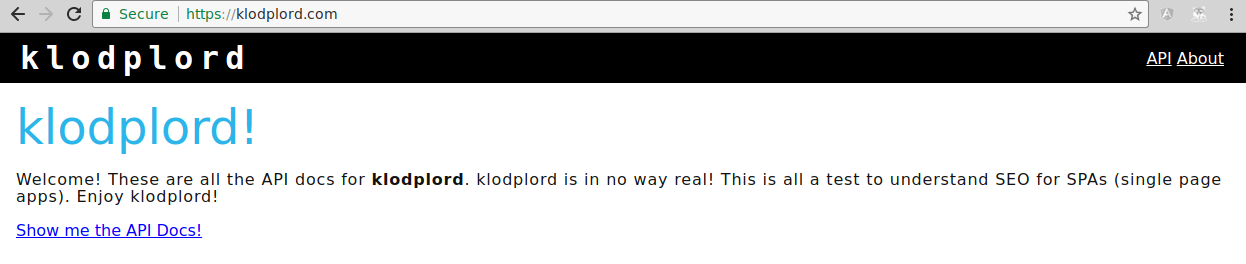 Secure https://klodplord.com
klodplord API About
klodplord!
Welcome! These are all the API docs for klodplord. klodplord is in no way real! This is all a test to understand SEO for SPAs (single page
apps). Enjoy klodplord!
Show me the API Docs!